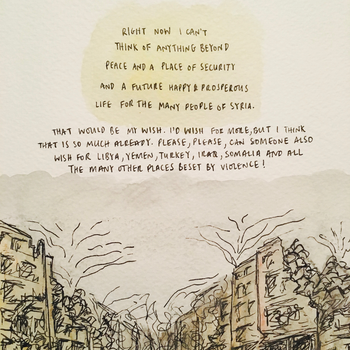 RIGHT NOW I CAN'T
THINK OF ANYTHING BEYOND
PEACE AND A PLACE OF SECURITY
AND A FUTURE HAPPY & PROSPEROUS
LIFE FOR THE MANY PEOPLE OF SYRIA.
THAT WOULD BE MY WISH. I'D WISH FOR MORE, BUT I THINK
THAT IS SO MUCH ALREADY. PLEASE, PLEASE, CAN SOMEONE ALSO
WISH FOR LIBYA, YEMEN, TURKEY, IRAQ, SOMALIA AND ALL
THE MANY OTHER PLACES BESET BY VIOLENCE!